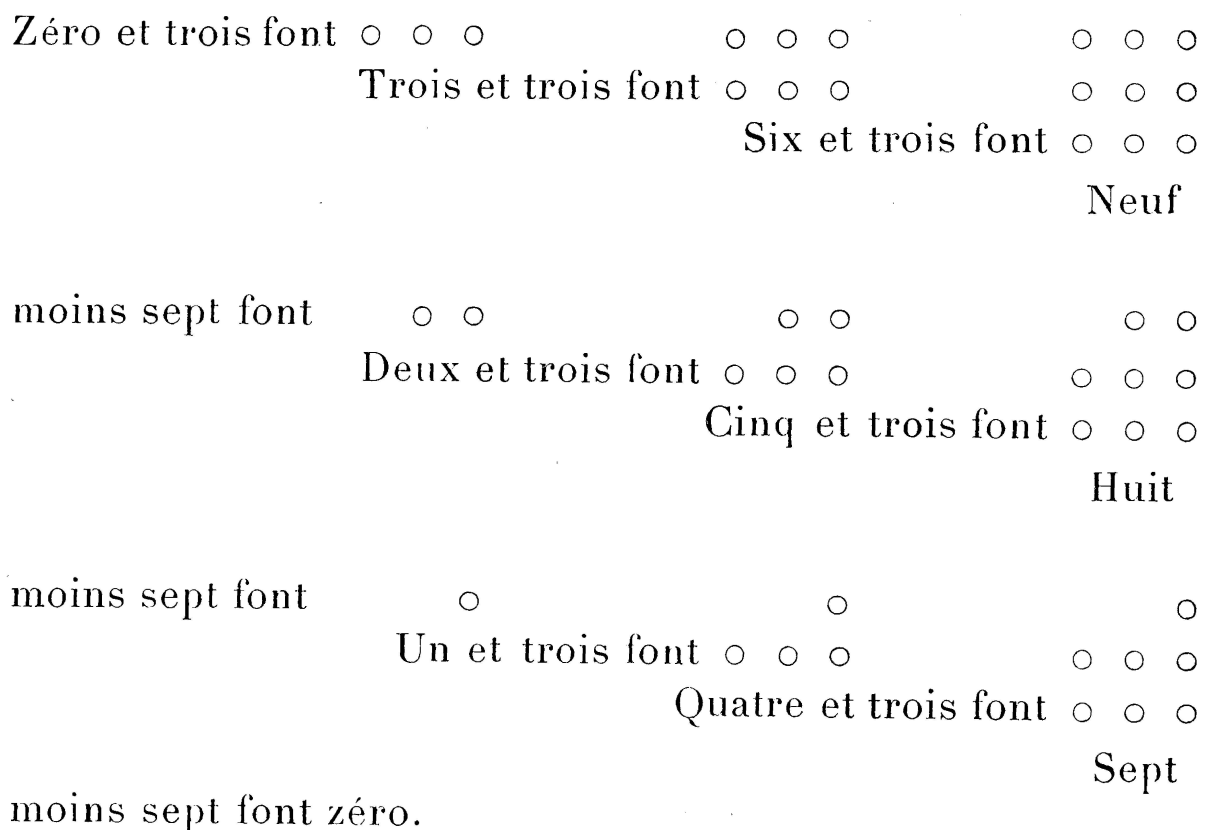 Zéro et trois font ○ ○ ○ ○ ○ ○ ○ ○ ○
Trois et trois font ○ ○ ○ ○ ○ ○
Six et trois font ○ ○ ○
Neuf
moins sept font ○ ○ ○ ○ ○ ○
Deux et trois font ○ ○ ○ ○ ○ ○
Cinq et trois font ○ ○ ○
Huit
moins sept font ○ ○ ○
Un et trois font ○ ○ ○ ○ ○ ○
Quatre et trois font ○ ○ ○
Sept
moins sept font zéro.